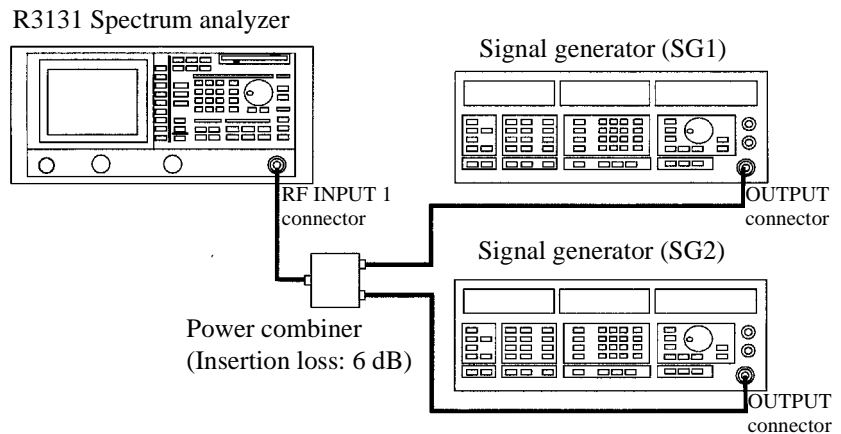 R3131 Spectrum analyzer
Signal generator (SG1)
RF INPUT 1
connector
OUTPUT
connector
Signal generator (SG2)
Power combiner
(Insertion loss: 6 dB)
OUTPUT
connector